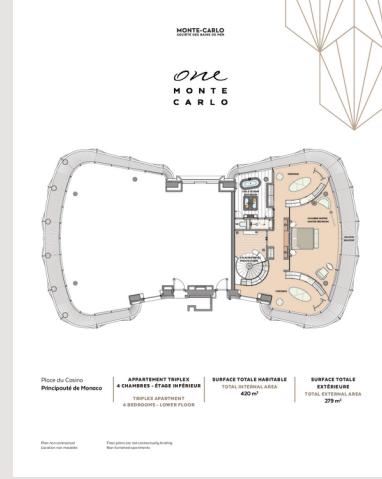 MONTE-CARLO
SOCIÉTÉ DES BAINS DE MER
one
MONTE
CARLO
Place du Casino
Principauté de Monaco
APPARTEMENT TRIPLEX
4 CHAMBRES - ÉTAGE INFÉRIEUR
TRIPLEX APARTMENT
4 BEDROOMS - LOWER FLOOR
SURFACE TOTALE HABITABLE
TOTAL INTERNAL AREA
420 m²
SURFACE TOTALE
EXTÉRIEURE
TOTAL EXTERNAL AREA
279 m²
Plan non contractuel
Location non meublée
Floor plans are not contractually binding
Non-furnished apartments